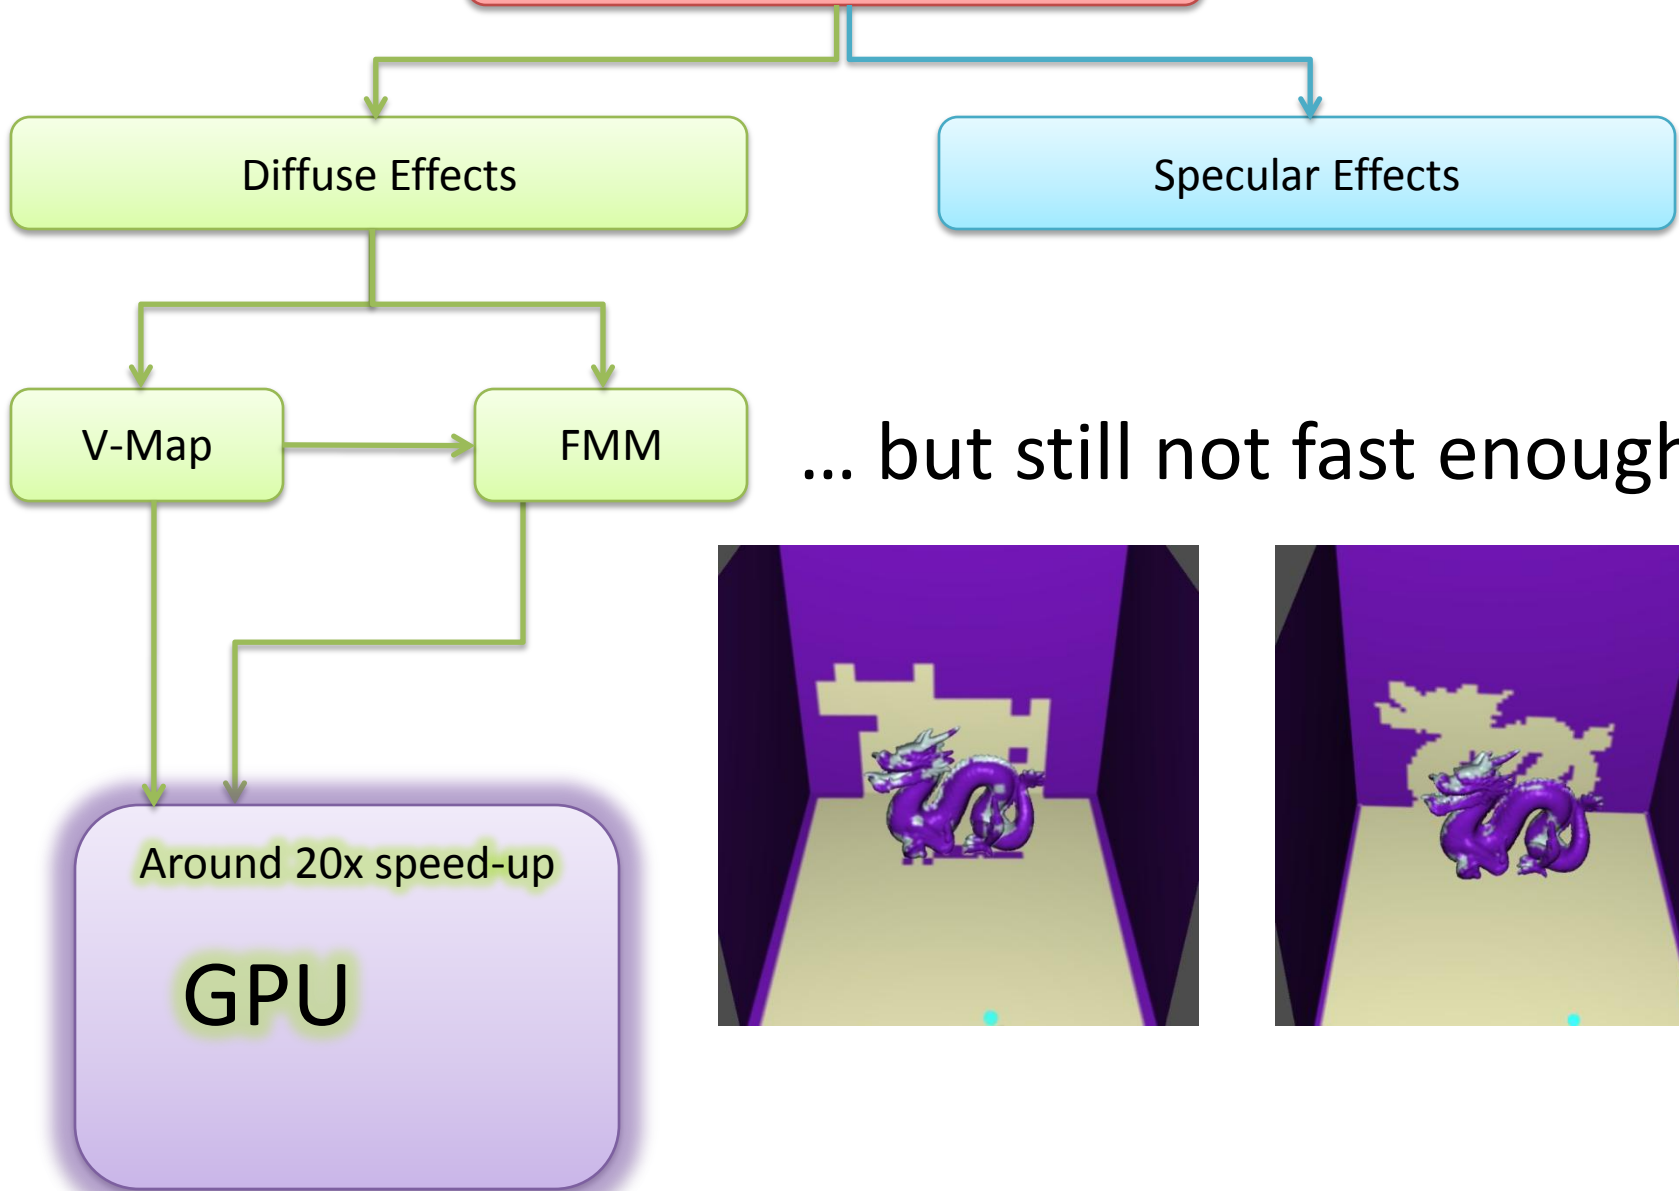 Diffuse Effects
Specular Effects
V-Map
FMM
... but still not fast enough
Around 20x speed-up
GPU